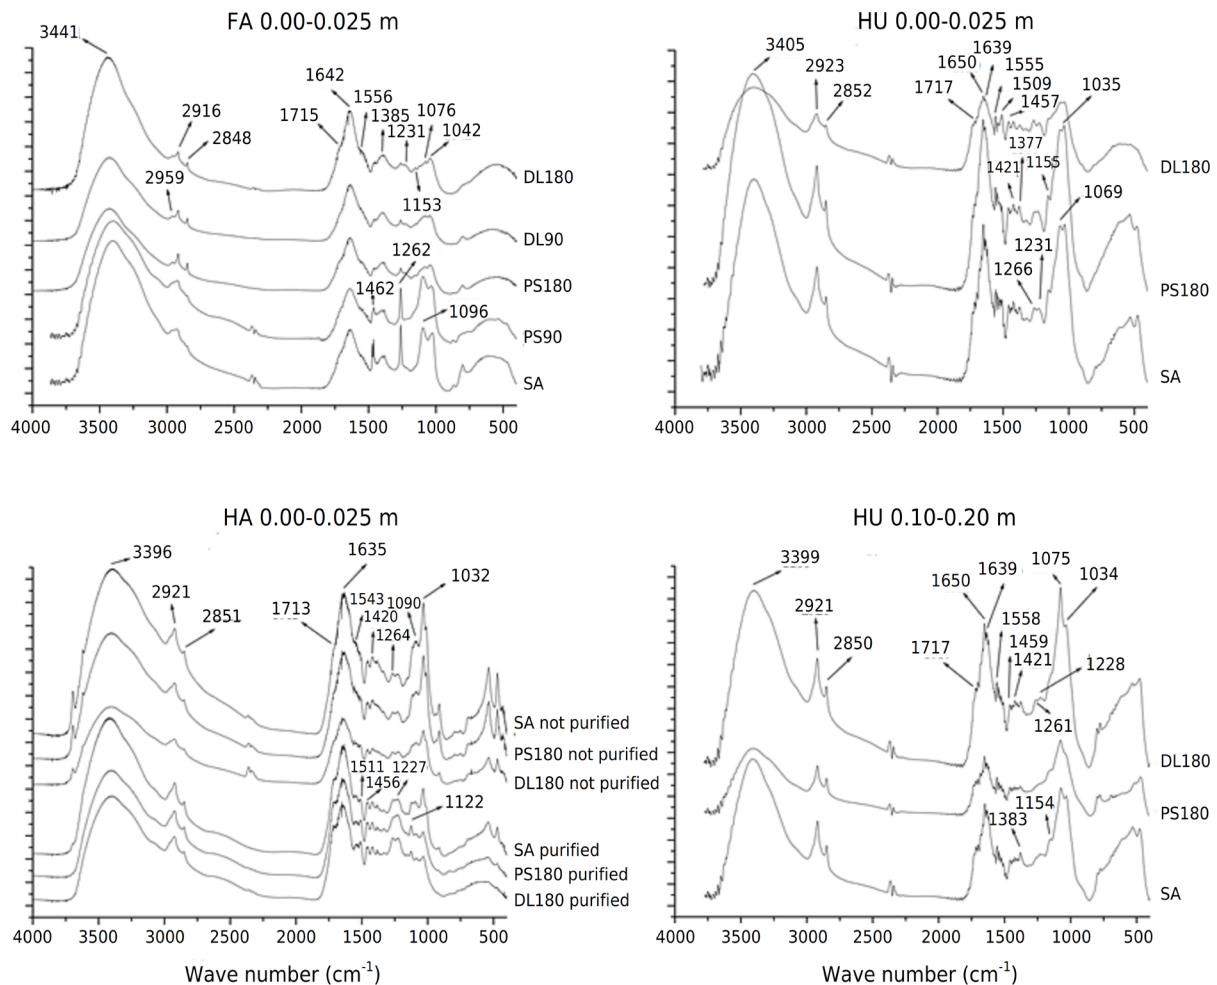 FA 0.00-0.025 m
3441
2916
2848
2959
1642
1715
1556
1385
1231
1076
1042
1153
1262
1462
1096
DL180
DL90
PS180
PS90
SA
4000 3500 3000 2500 2000 1500 1000 500
HU 0.00-0.025 m
3405
2923
2852
1717
1650
1639
1555
1509
1457
1035
1377
1421
1155
1069
1231
1266
DL180
PS180
SA
4000 3500 3000 2500 2000 1500 1000 500
HA 0.00-0.025 m
3396
2921
2851
1713
1635
1543
1420
1264
1090
1032
1511
1456
1227
1122
SA not purified
PS180 not purified
DL180 not purified
SA purified
PS180 purified
DL180 purified
4000 3500 3000 2500 2000 1500 1000 500
Wave number (cm-1)
HU 0.10-0.20 m
3399
2921
2850
1717
1650
1639
1558
1459
1421
1075
1034
1228
1261
1154
1383
DL180
PS180
SA
4000 3500 3000 2500 2000 1500 1000 500
Wave number (cm-1)